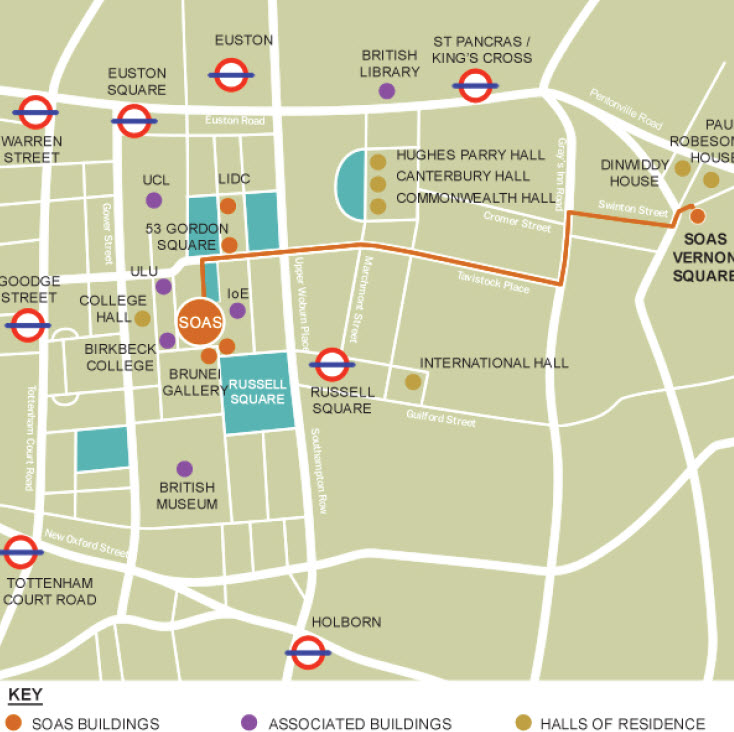 EUSTON
ST PANCRAS /
KING'S CROSS
BRITISH
LIBRARY
EUSTON
SQUARE
Pentonville Road
Euston Road
WARREN
STREET
PAU
ROBESON
HOUSE
DINWIDDY
HOUSE
HUGHES PARRY HALL
CANTERBURY HALL
COMMONWEALTH HALL
Gray's Inn Road
UCL
LIDC
Swinton Street
Cromer Street
Gower Street
53 GORDON
SQUARE
SOAS
VERNON
SQUARE
ULU
Upper Woburn Place
Marchmont Street
Tavistock Place
GOODGE
STREET
COLLEGE
HALL
IoE
SOAS
BIRKBECK
COLLEGE
BRUNEI
GALLERY
RUSSELL
SQUARE
RUSSELL
SQUARE
INTERNATIONAL HALL
Guilford Street
Tottenham Court Road
Southampton Row
BRITISH
MUSEUM
New Oxford Street
TOTTENHAM
COURT ROAD
HOLBORN
KEY
SOAS BUILDINGS
ASSOCIATED BUILDINGS
HALLS OF RESIDENCE